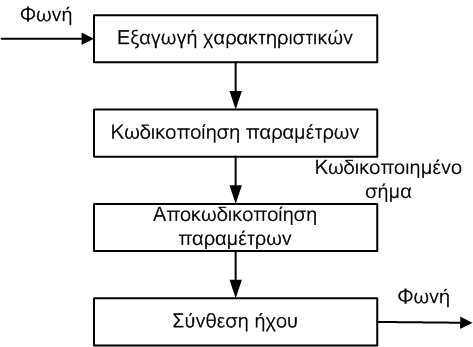 Φωνή
Εξαγωγή χαρακτηριστικών
Κωδικοποίηση παραμέτρων
Κωδικοποιημένο
σήμα
Αποκωδικοποίηση
παραμέτρων
Φωνή
Σύνθεση ήχου